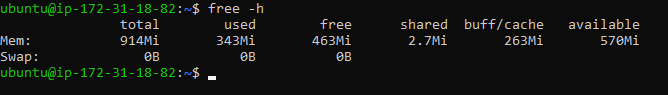 ubuntu@ip-172-31-18-82:~$ free -h
               total        used        free      shared  buff/cache   available
Mem:           914Mi       343Mi       463Mi       2.7Mi       263Mi       570Mi
Swap:             0B          0B          0B
ubuntu@ip-172-31-18-82:~$